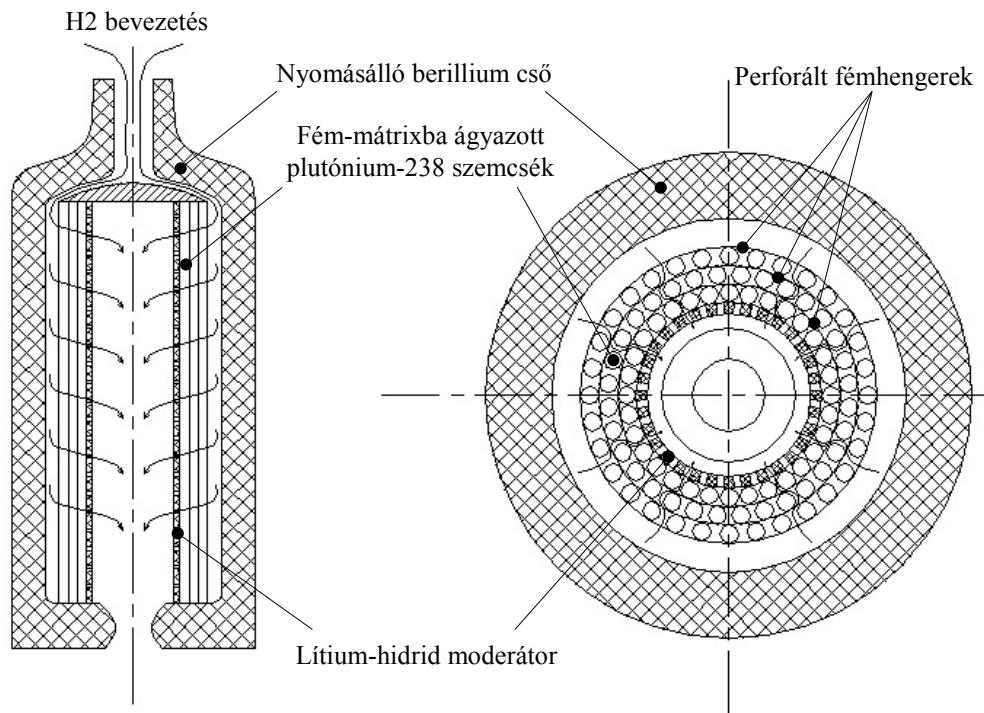 H2 bevezetés
Nyomásálló berillium cső
Perforált fémhengerek
Fém-mátrixba ágyazott
plutónium-238 szemcsék
Lítium-hidrid moderátor